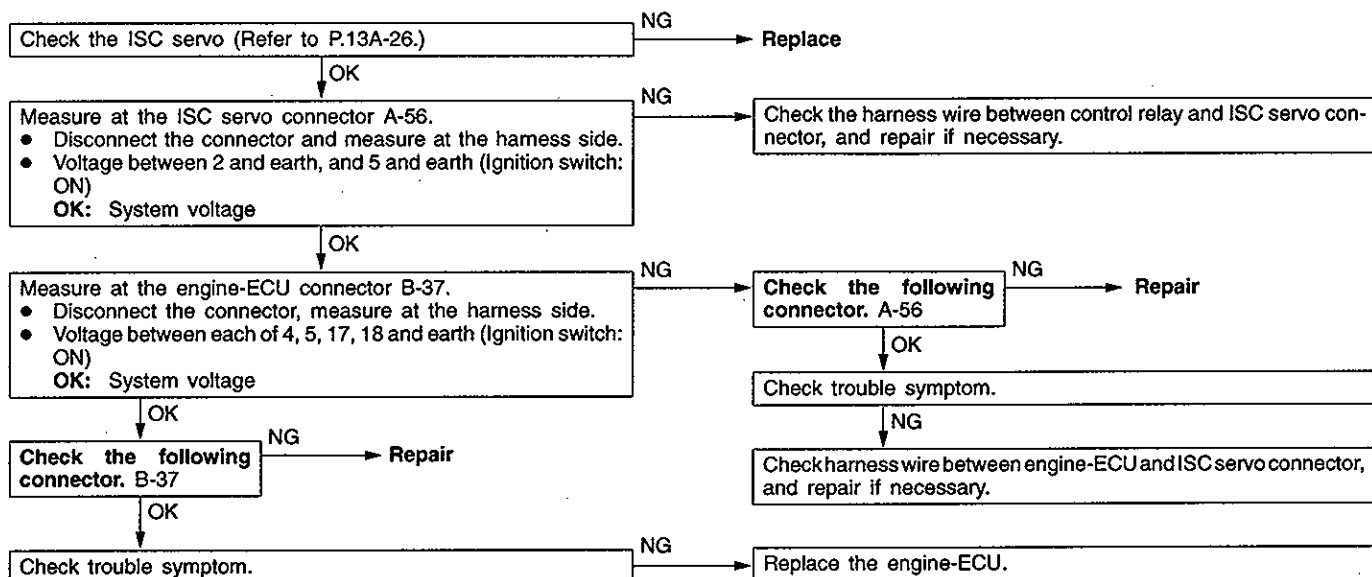 Check the ISC servo (Refer to P.13A-26.)
NG
Replace
OK
Measure at the ISC servo connector A-56.
● Disconnect the connector and measure at the harness side.
● Voltage between 2 and earth, and 5 and earth (Ignition switch:
ON)
OK: System voltage
NG
Check the harness wire between control relay and ISC servo con-
nector, and repair if necessary.
OK
Measure at the engine-ECU connector B-37.
● Disconnect the connector, measure at the harness side.
● Voltage between each of 4, 5, 17, 18 and earth (Ignition switch:
ON)
OK: System voltage
NG
Check the following
connector. A-56
NG
Repair
OK
Check trouble symptom.
NG
Check harness wire between engine-ECU and ISC servo connector,
and repair if necessary.
OK
Check the following
connector. B-37
NG
Repair
OK
Check trouble symptom.
NG
Replace the engine-ECU.